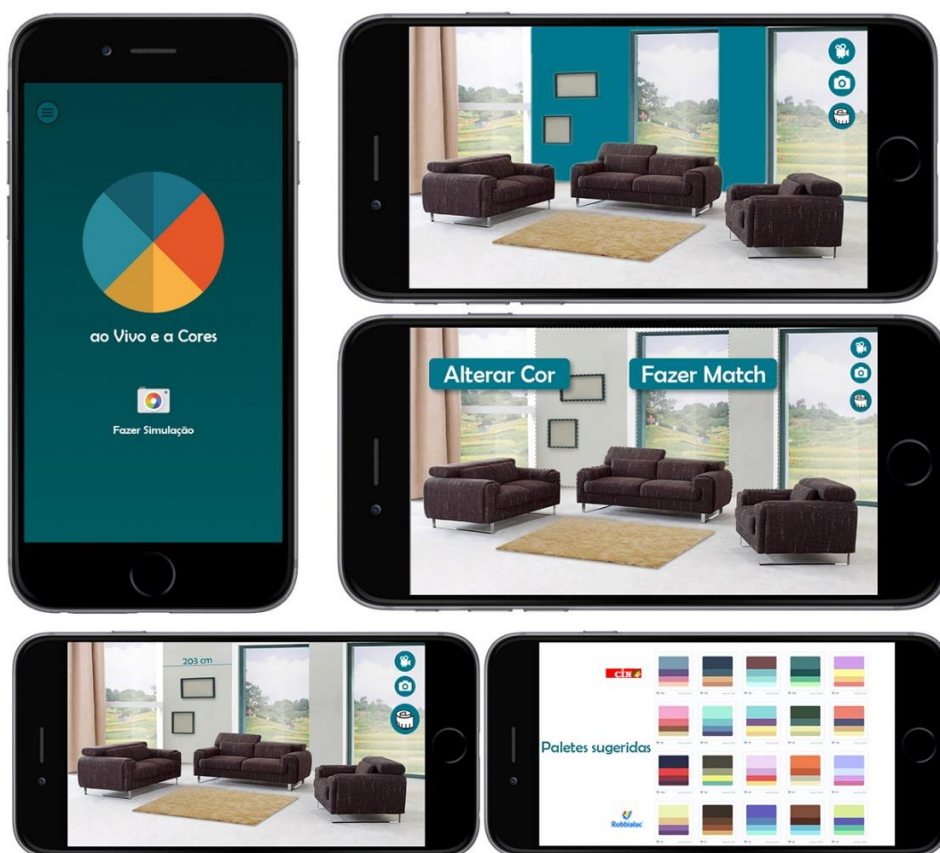 ao Vivo e a Cores
Fazer Simulação
Alterar Cor
Fazer Match
203 cm
CIN
Paletes sugeridas
Robbialac